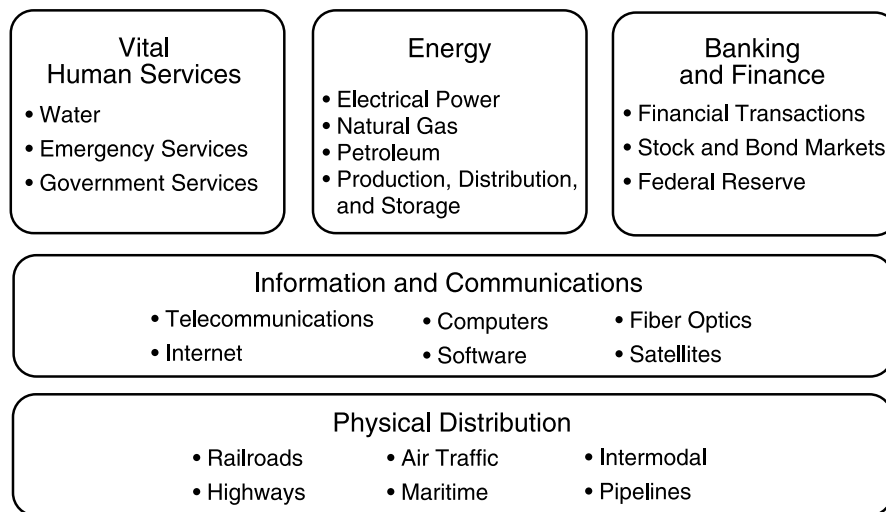 Vital
Human Services
• Water
• Emergency Services
• Government Services
Energy
• Electrical Power
• Natural Gas
• Petroleum
• Production, Distribution,
and Storage
Banking
and Finance
• Financial Transactions
• Stock and Bond Markets
• Federal Reserve
Information and Communications
• Telecommunications
• Internet
• Computers
• Software
• Fiber Optics
• Satellites
Physical Distribution
• Railroads
• Highways
• Air Traffic
• Maritime
• Intermodal
• Pipelines